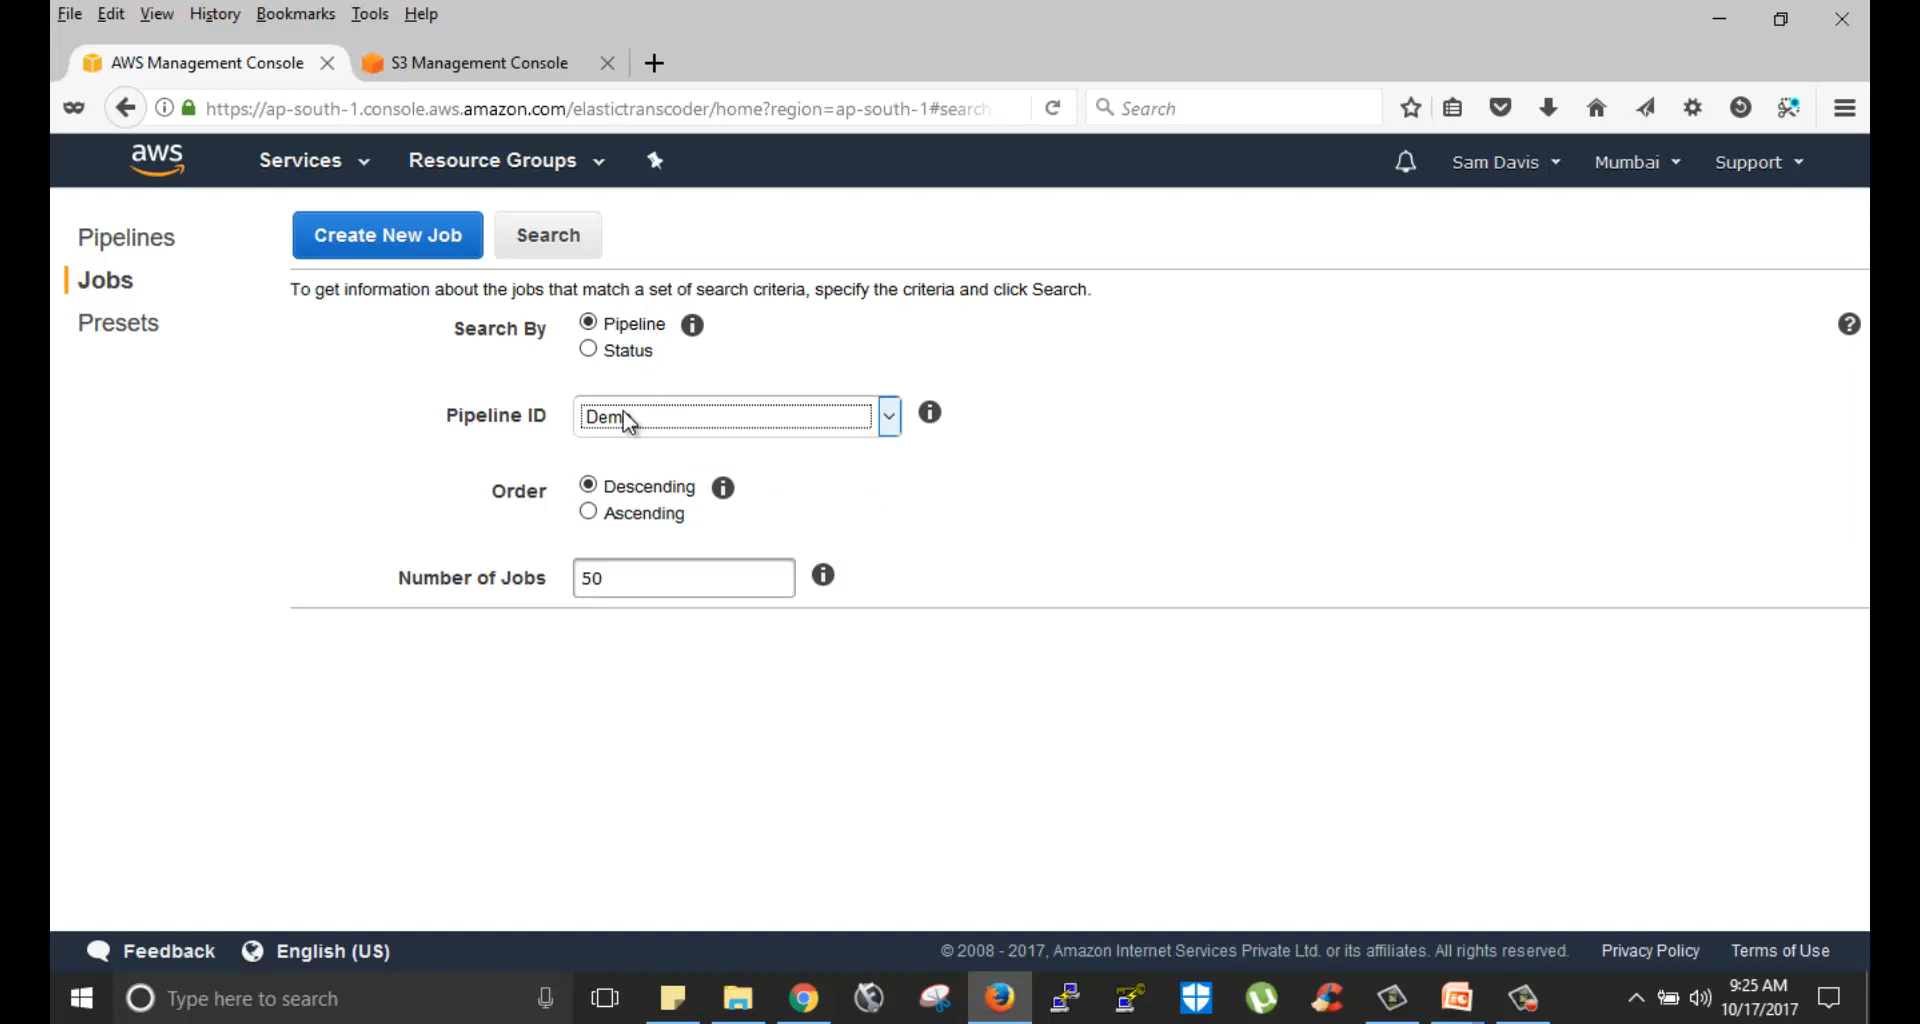 File Edit View History Bookmarks Tools Help
AWS Management Console S3 Management Console
https://ap-south-1.console.aws.amazon.com/elastictranscoder/home?region=ap-south-1#search Search
aws Services Resource Groups Sam Davis Mumbai Support
Pipelines
Jobs
Presets
Create New Job Search
To get information about the jobs that match a set of search criteria, specify the criteria and click Search.
Search By Pipeline
Status
Pipeline ID
Order Descending
Ascending
Number of Jobs 50
Feedback English (US) © 2008 - 2017, Amazon Internet Services Private Ltd. or its affiliates. All rights reserved. Privacy Policy Terms of Use
Type here to search
9:25 AM
10/17/2017